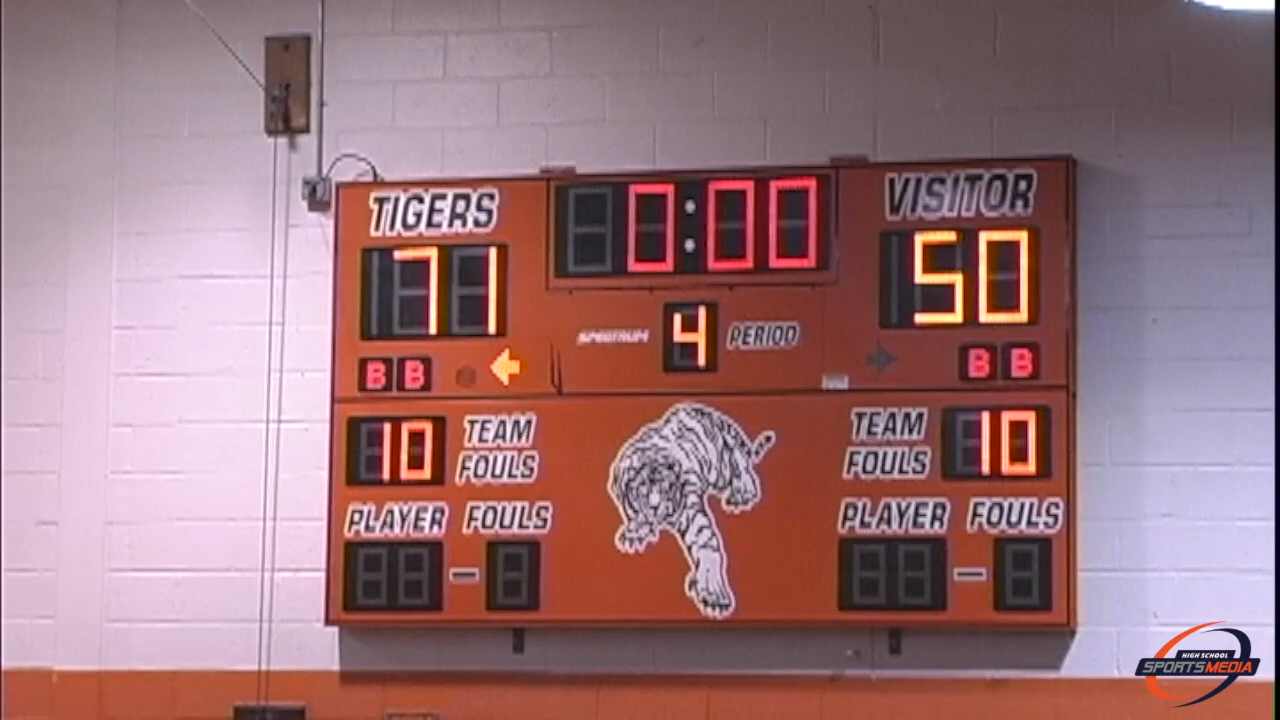 TIGERS
0:00
VISITOR
71
50
SPECTRUM
4
PERIOD
B B
B B
10
TEAM FOULS
TEAM FOULS
10
PLAYER FOULS
PLAYER FOULS
HIGH SCHOOL
SPORTSMEDIA